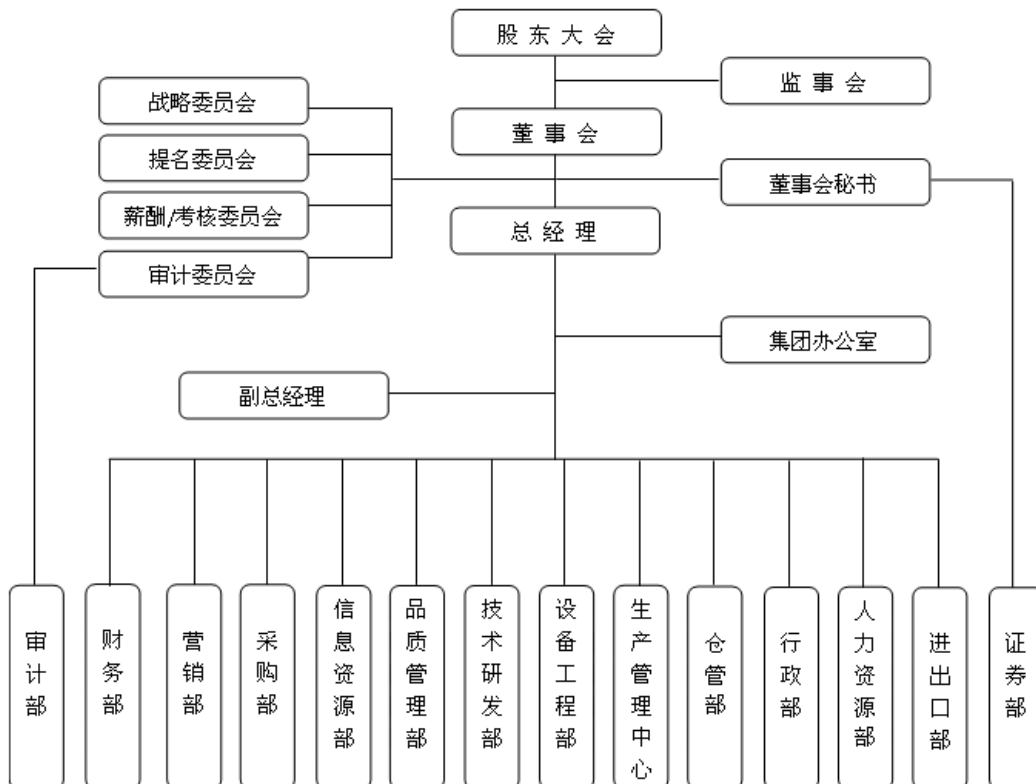 股东大会
监事会
战略委员会
董事会
提名委员会
董事会秘书
薪酬/考核委员会
总经理
审计委员会
集团办公室
副总经理
审计部
财务部
营销部
采购部
信息资源部
品质管理部
技术研发部
设备工程部
生产管理中心
仓管部
行政部
人力资源部
进出口部
证券部